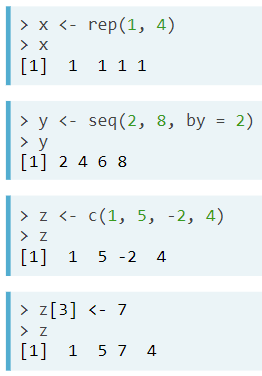 > x <- rep(1, 4)
> x
[1]  1  1 1 1
> y <- seq(2, 8, by = 2)
> y
[1] 2 4 6 8
> z <- c(1, 5, -2, 4)
> z
[1]  1  5 -2  4
> z[3] <- 7
> z
[1]  1  5 7  4